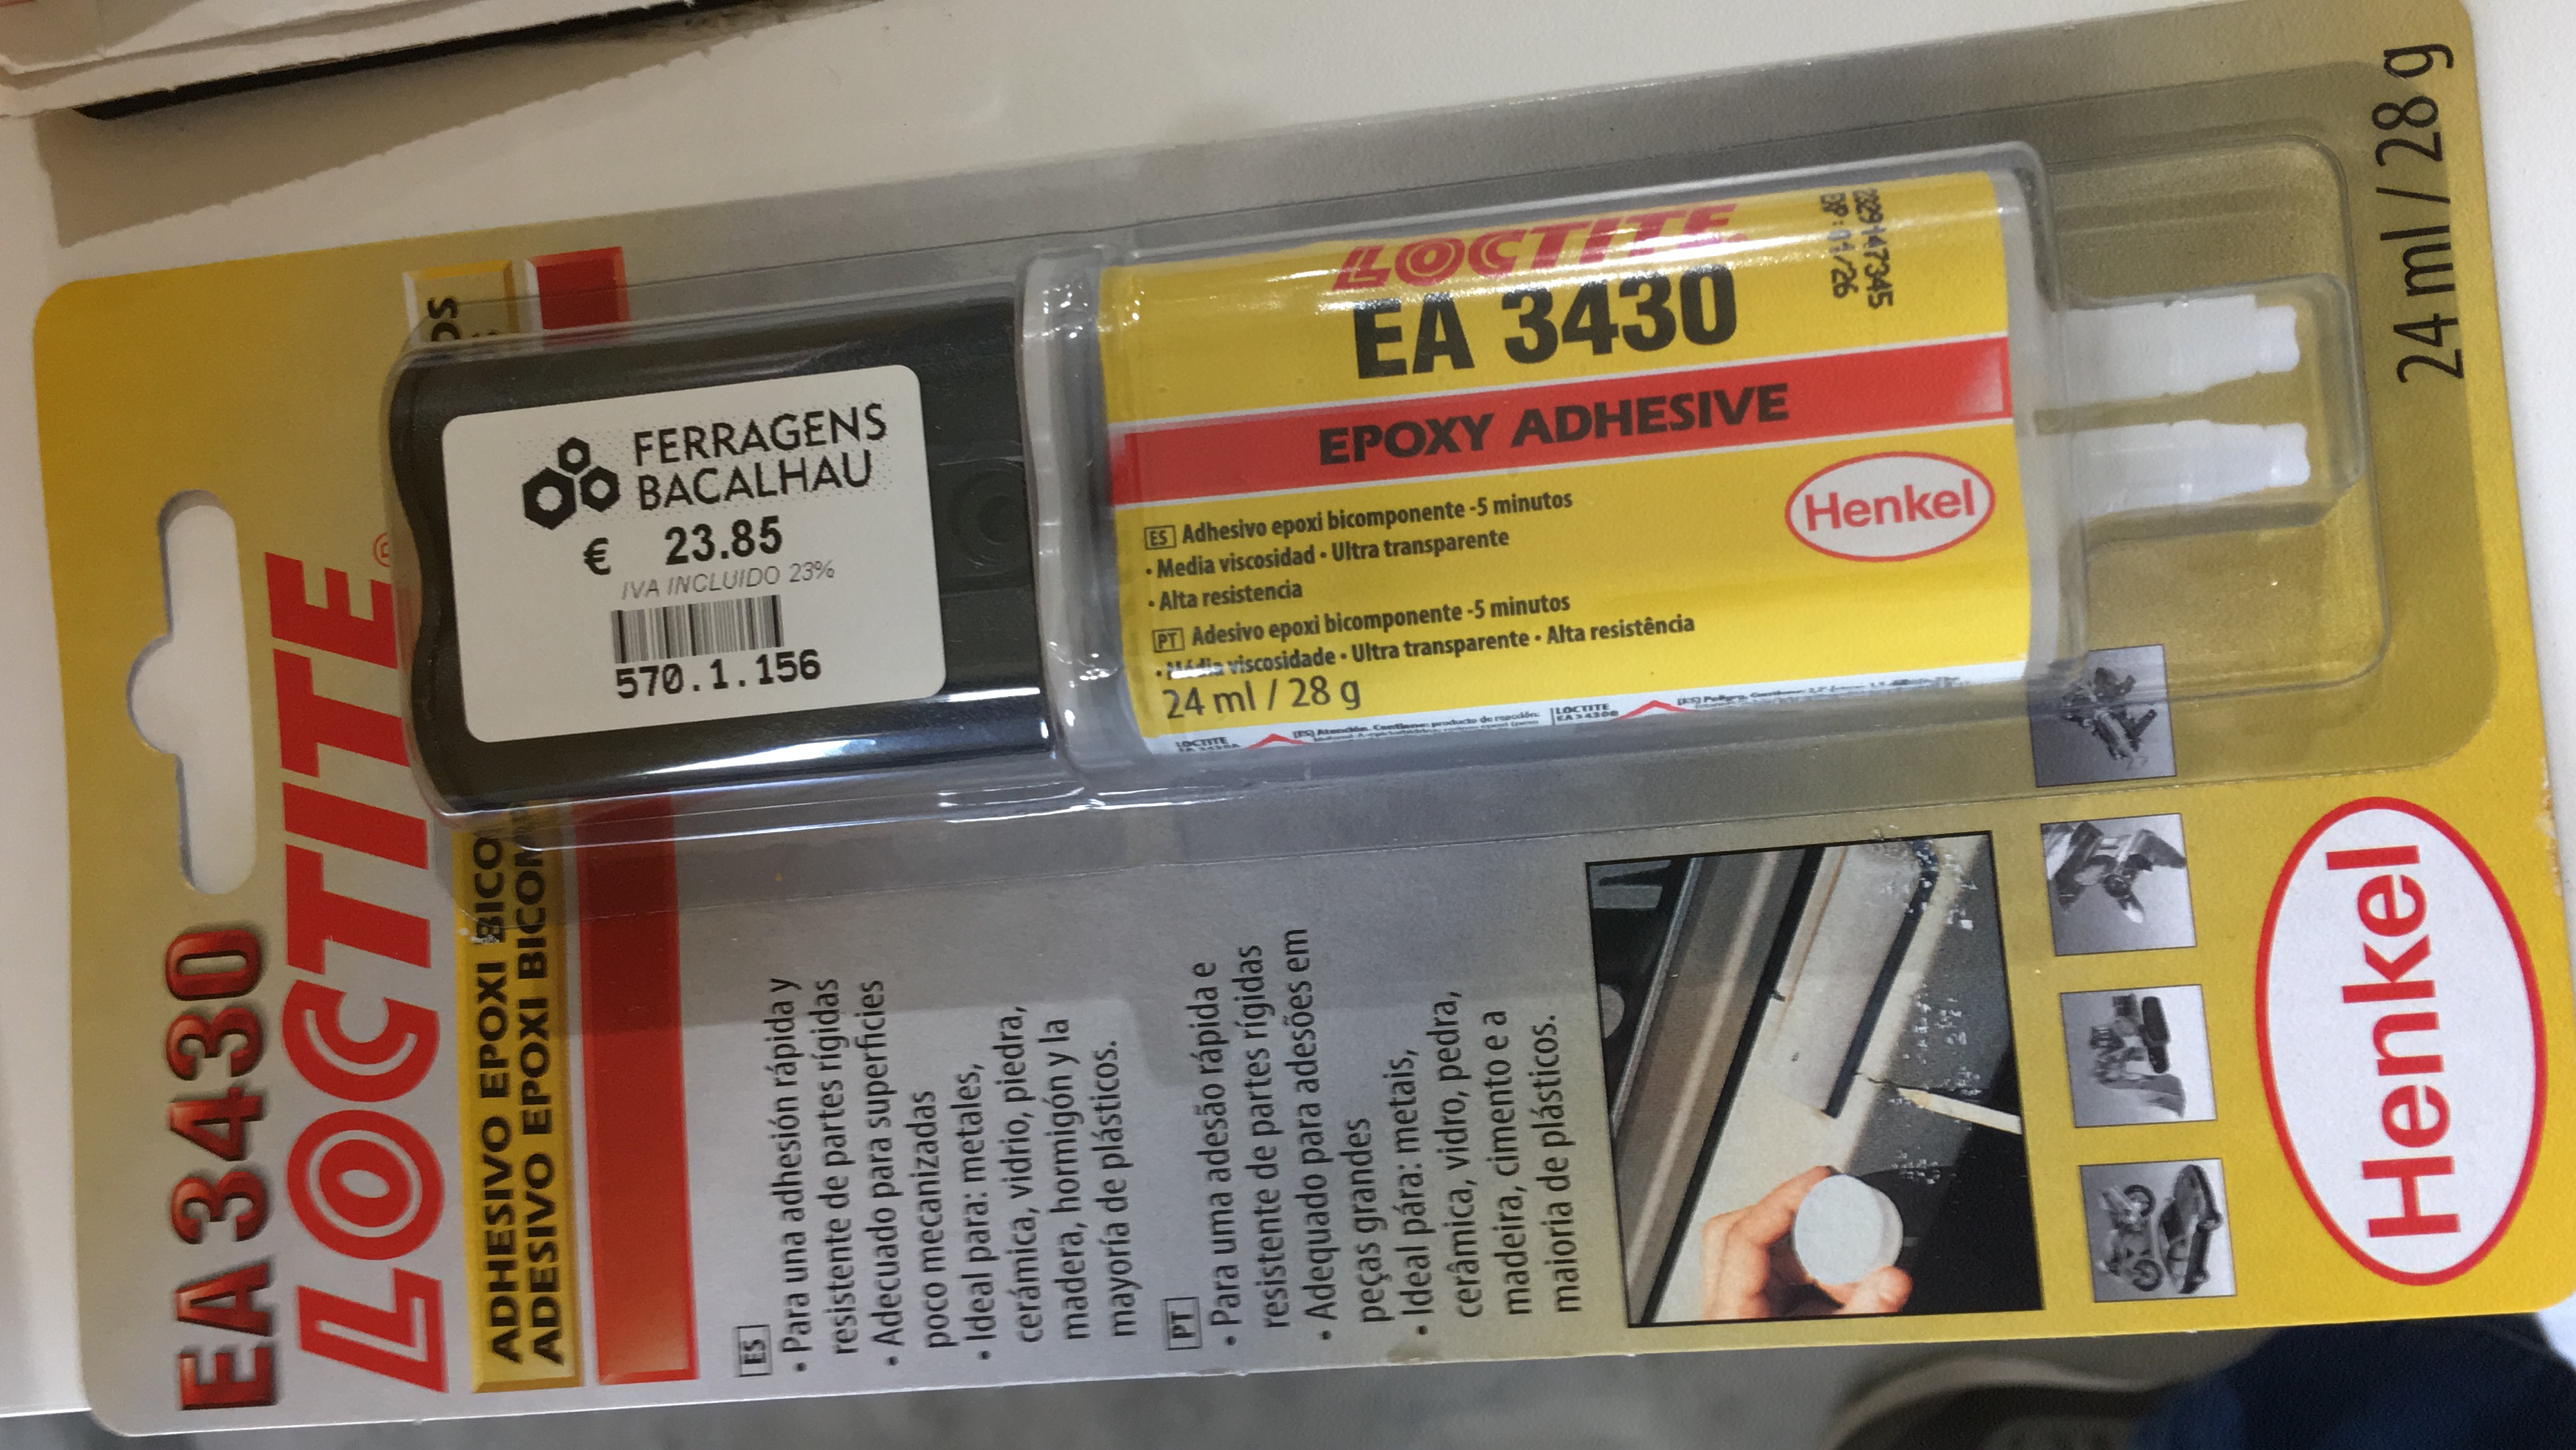 EA 3430
LOCTITE
ADHESIVO EPOXI BICO
ADESIVO EPOXI BICOM
ES
• Para una adhesión rápida y
resistente de partes rígidas
• Adecuado para superficies
poco mecanizadas
• Ideal para: metales,
cerámica, vidrio, piedra,
madera, hormigón y la
mayoría de plásticos.
PT
• Para uma adesão rápida e
resistente de partes rígidas
• Adequado para adesões em
peças grandes
• Ideal pára: metais,
cerâmica, vidro, pedra,
madeira, cimento e a
maioria de plásticos.
Henkel
24 ml / 28 g
FERRAGENS
BACALHAU
€ 23.85
IVA INCLUIDO 23%
570.1.156
LOCTITE
EA 3430
EPOXY ADHESIVE
Henkel
ES Adhesivo epoxi bicomponente -5 minutos
• Media viscosidad • Ultra transparente
• Alta resistencia
PT Adesivo epoxi bicomponente -5 minutos
• Média viscosidade • Ultra transparente • Alta resistência
24 ml / 28 g
LOCTITE
LOCTITE